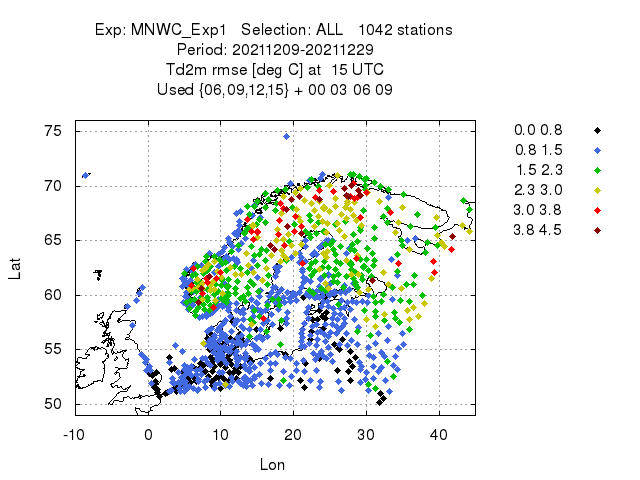 Exp: MNWC_Exp1 Selection: ALL 1042 stations
Period: 20211209-20211229
Td2m rmse [deg C] at 15 UTC
Used {06,09,12,15} + 00 03 06 09
75
70
65
60
55
50
Lat
-10 0 10 20 30 40
Lon
0.0 0.8
0.8 1.5
1.5 2.3
2.3 3.0
3.0 3.8
3.8 4.5